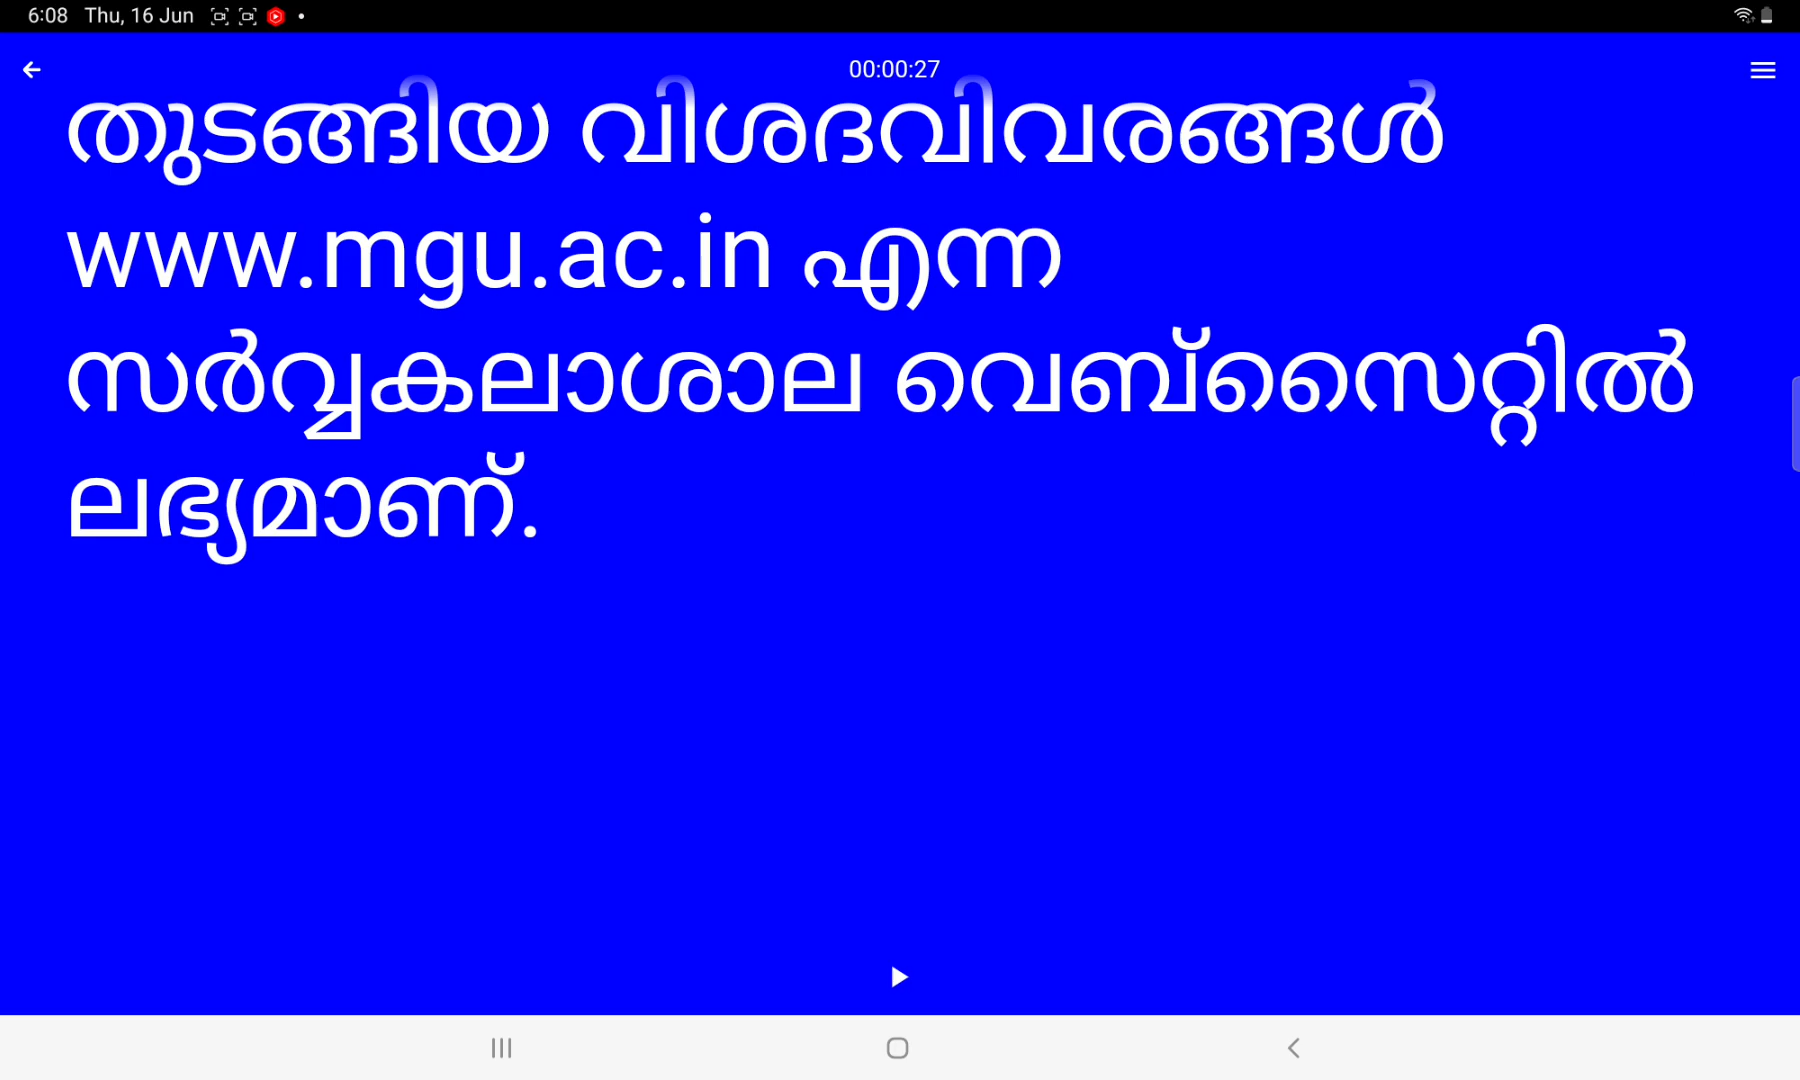 6:08 Thu, 16 Jun
00:00:27
തുടങ്ങിയ വിശദവിവരങ്ങൾ
www.mgu.ac.in എന്ന
സർവ്വകലാശാല വെബ്സൈറ്റിൽ
ലഭ്യമാണ്.